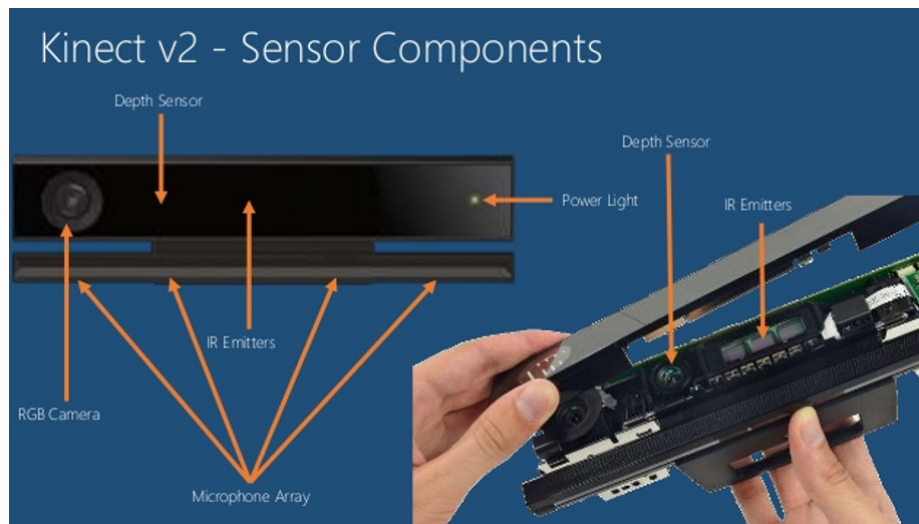 Kinect v2 - Sensor Components
Depth Sensor
Depth Sensor
Power Light
IR Emitters
IR Emitters
RGB Camera
Microphone Array